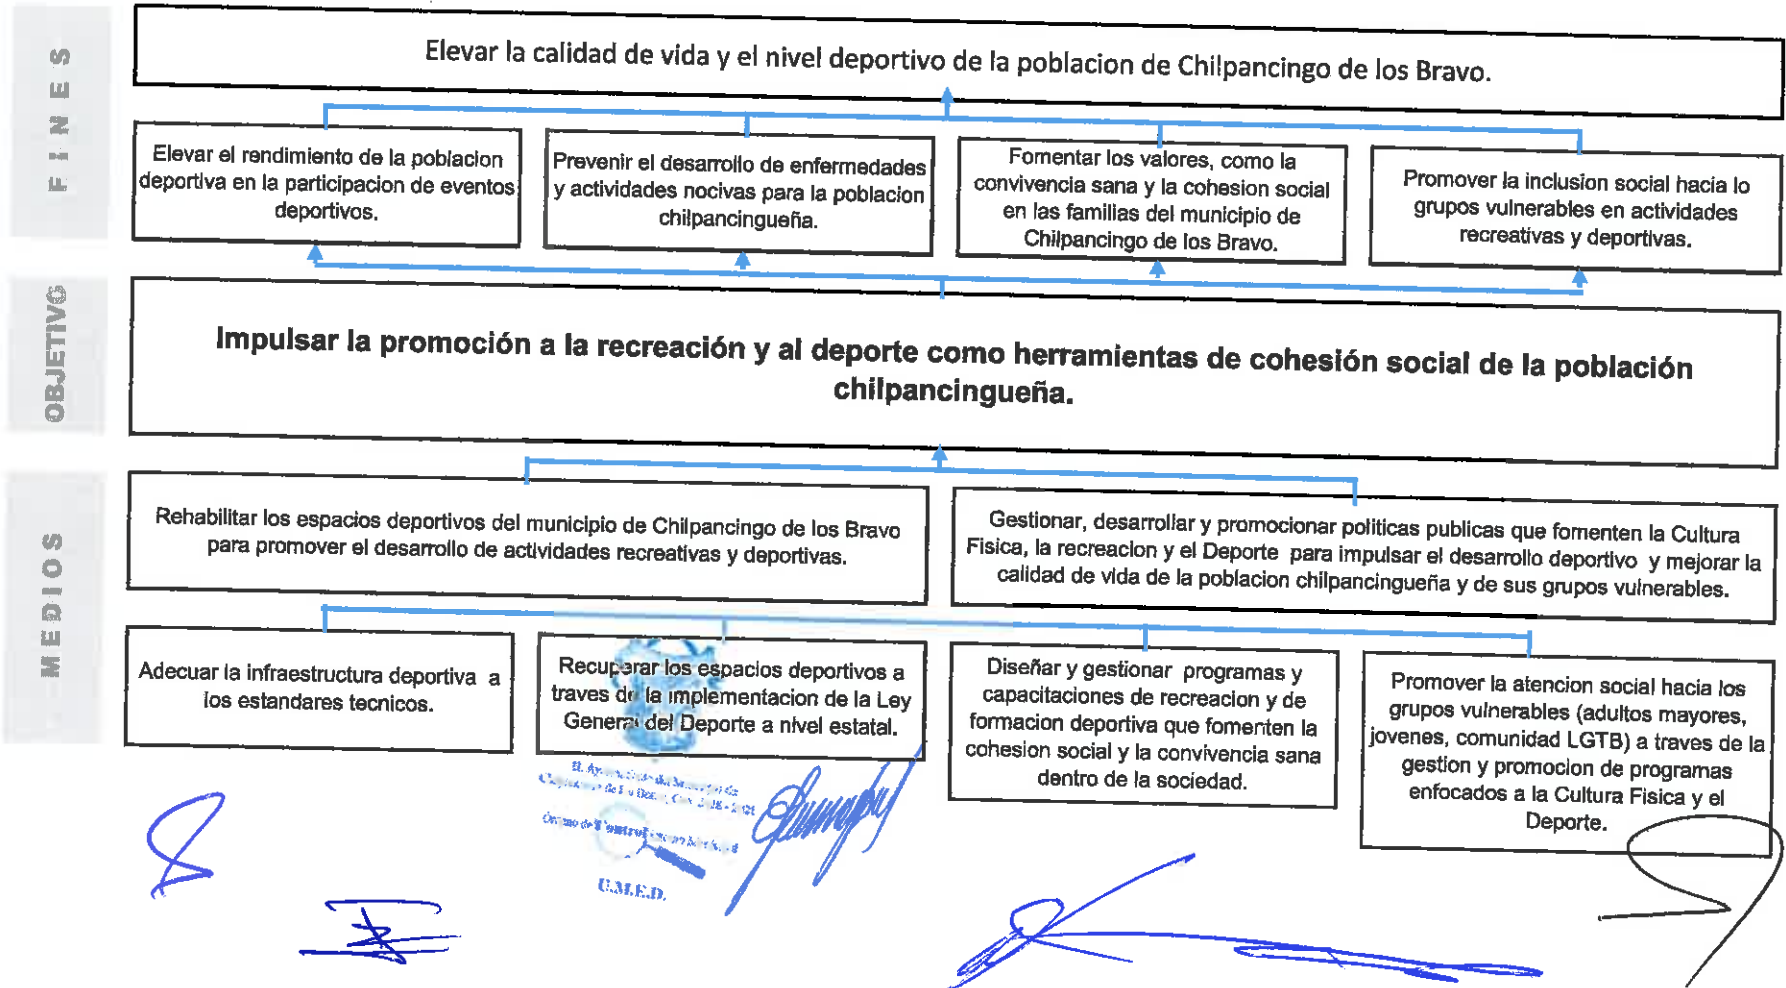 FINES
Elevar la calidad de vida y el nivel deportivo de la poblacion de Chilpancingo de los Bravo.
Elevar el rendimiento de la poblacion
deportiva en la participacion de eventos
deportivos.
Prevenir el desarrollo de enfermedades
y actividades nocivas para la poblacion
chilpancingueña.
Fomentar los valores, como la
convivencia sana y la cohesion social
en las familias del municipio de
Chilpancingo de los Bravo.
Promover la inclusion social hacia lo
grupos vulnerables en actividades
recreativas y deportivas.
OBJETIVO
Impulsar la promoción a la recreación y al deporte como herramientas de cohesión social de la población
chilpancingueña.
MEDIOS
Rehabilitar los espacios deportivos del municipio de Chilpancingo de los Bravo
para promover el desarrollo de actividades recreativas y deportivas.
Gestionar, desarrollar y promocionar politicas publicas que fomenten la Cultura
Fisica, la recreacion y el Deporte para impulsar el desarrollo deportivo y mejorar la
calidad de vida de la poblacion chilpancingueña y de sus grupos vulnerables.
Adecuar la infraestructura deportiva a
los estandares tecnicos.
Recuperar los espacios deportivos a
traves de la implementacion de la Ley
General del Deporte a nivel estatal.
Diseñar y gestionar programas y
capacitaciones de recreacion y de
formacion deportiva que fomenten la
cohesion social y la convivencia sana
dentro de la sociedad.
Promover la atencion social hacia los
grupos vulnerables (adultos mayores,
jovenes, comunidad LGTB) a traves de la
gestion y promocion de programas
enfocados a la Cultura Fisica y el
Deporte.
de Control
U.M.E.D.